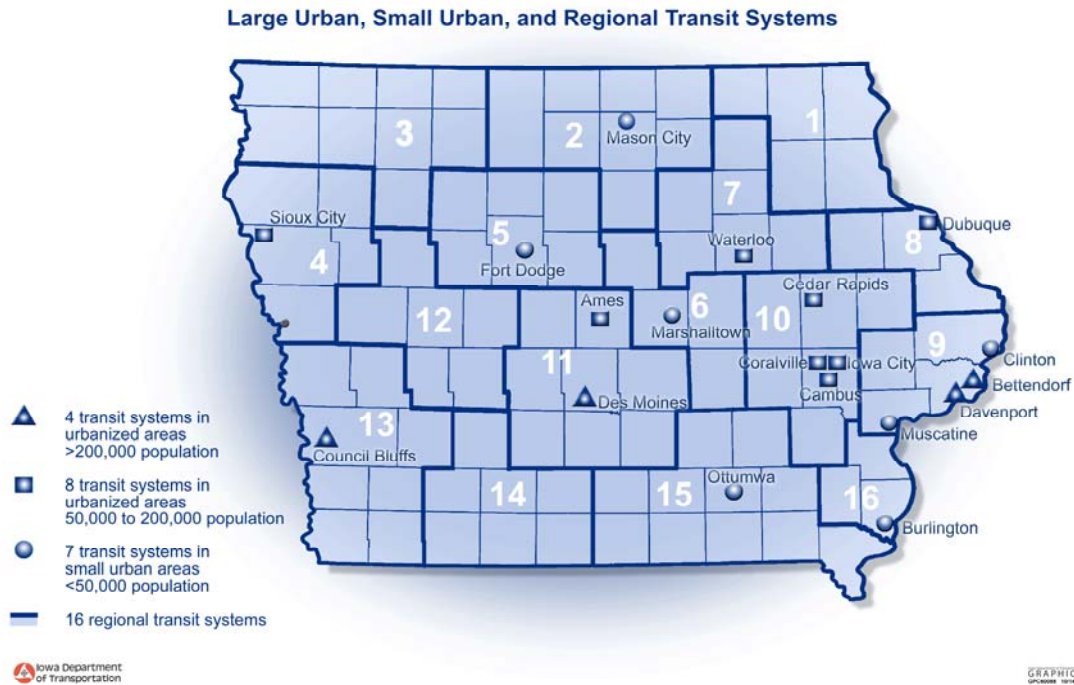 Large Urban, Small Urban, and Regional Transit Systems
3
2
Mason City
1
7
Sioux City
5
Dubuque
8
Waterloo
4
Fort Dodge
Cedar Rapids
Ames
12
6
10
Marshalltown
9
11
Coralville
Iowa City
Clinton
Cambus
Bettendorf
Des Moines
Davenport
13
Muscatine
Council Bluffs
14
15
Ottumwa
16
Burlington
4 transit systems in
urbanized areas
>200,000 population
8 transit systems in
urbanized areas
50,000 to 200,000 population
7 transit systems in
small urban areas
<50,000 population
16 regional transit systems
Iowa Department
of Transportation
GRAPHIC